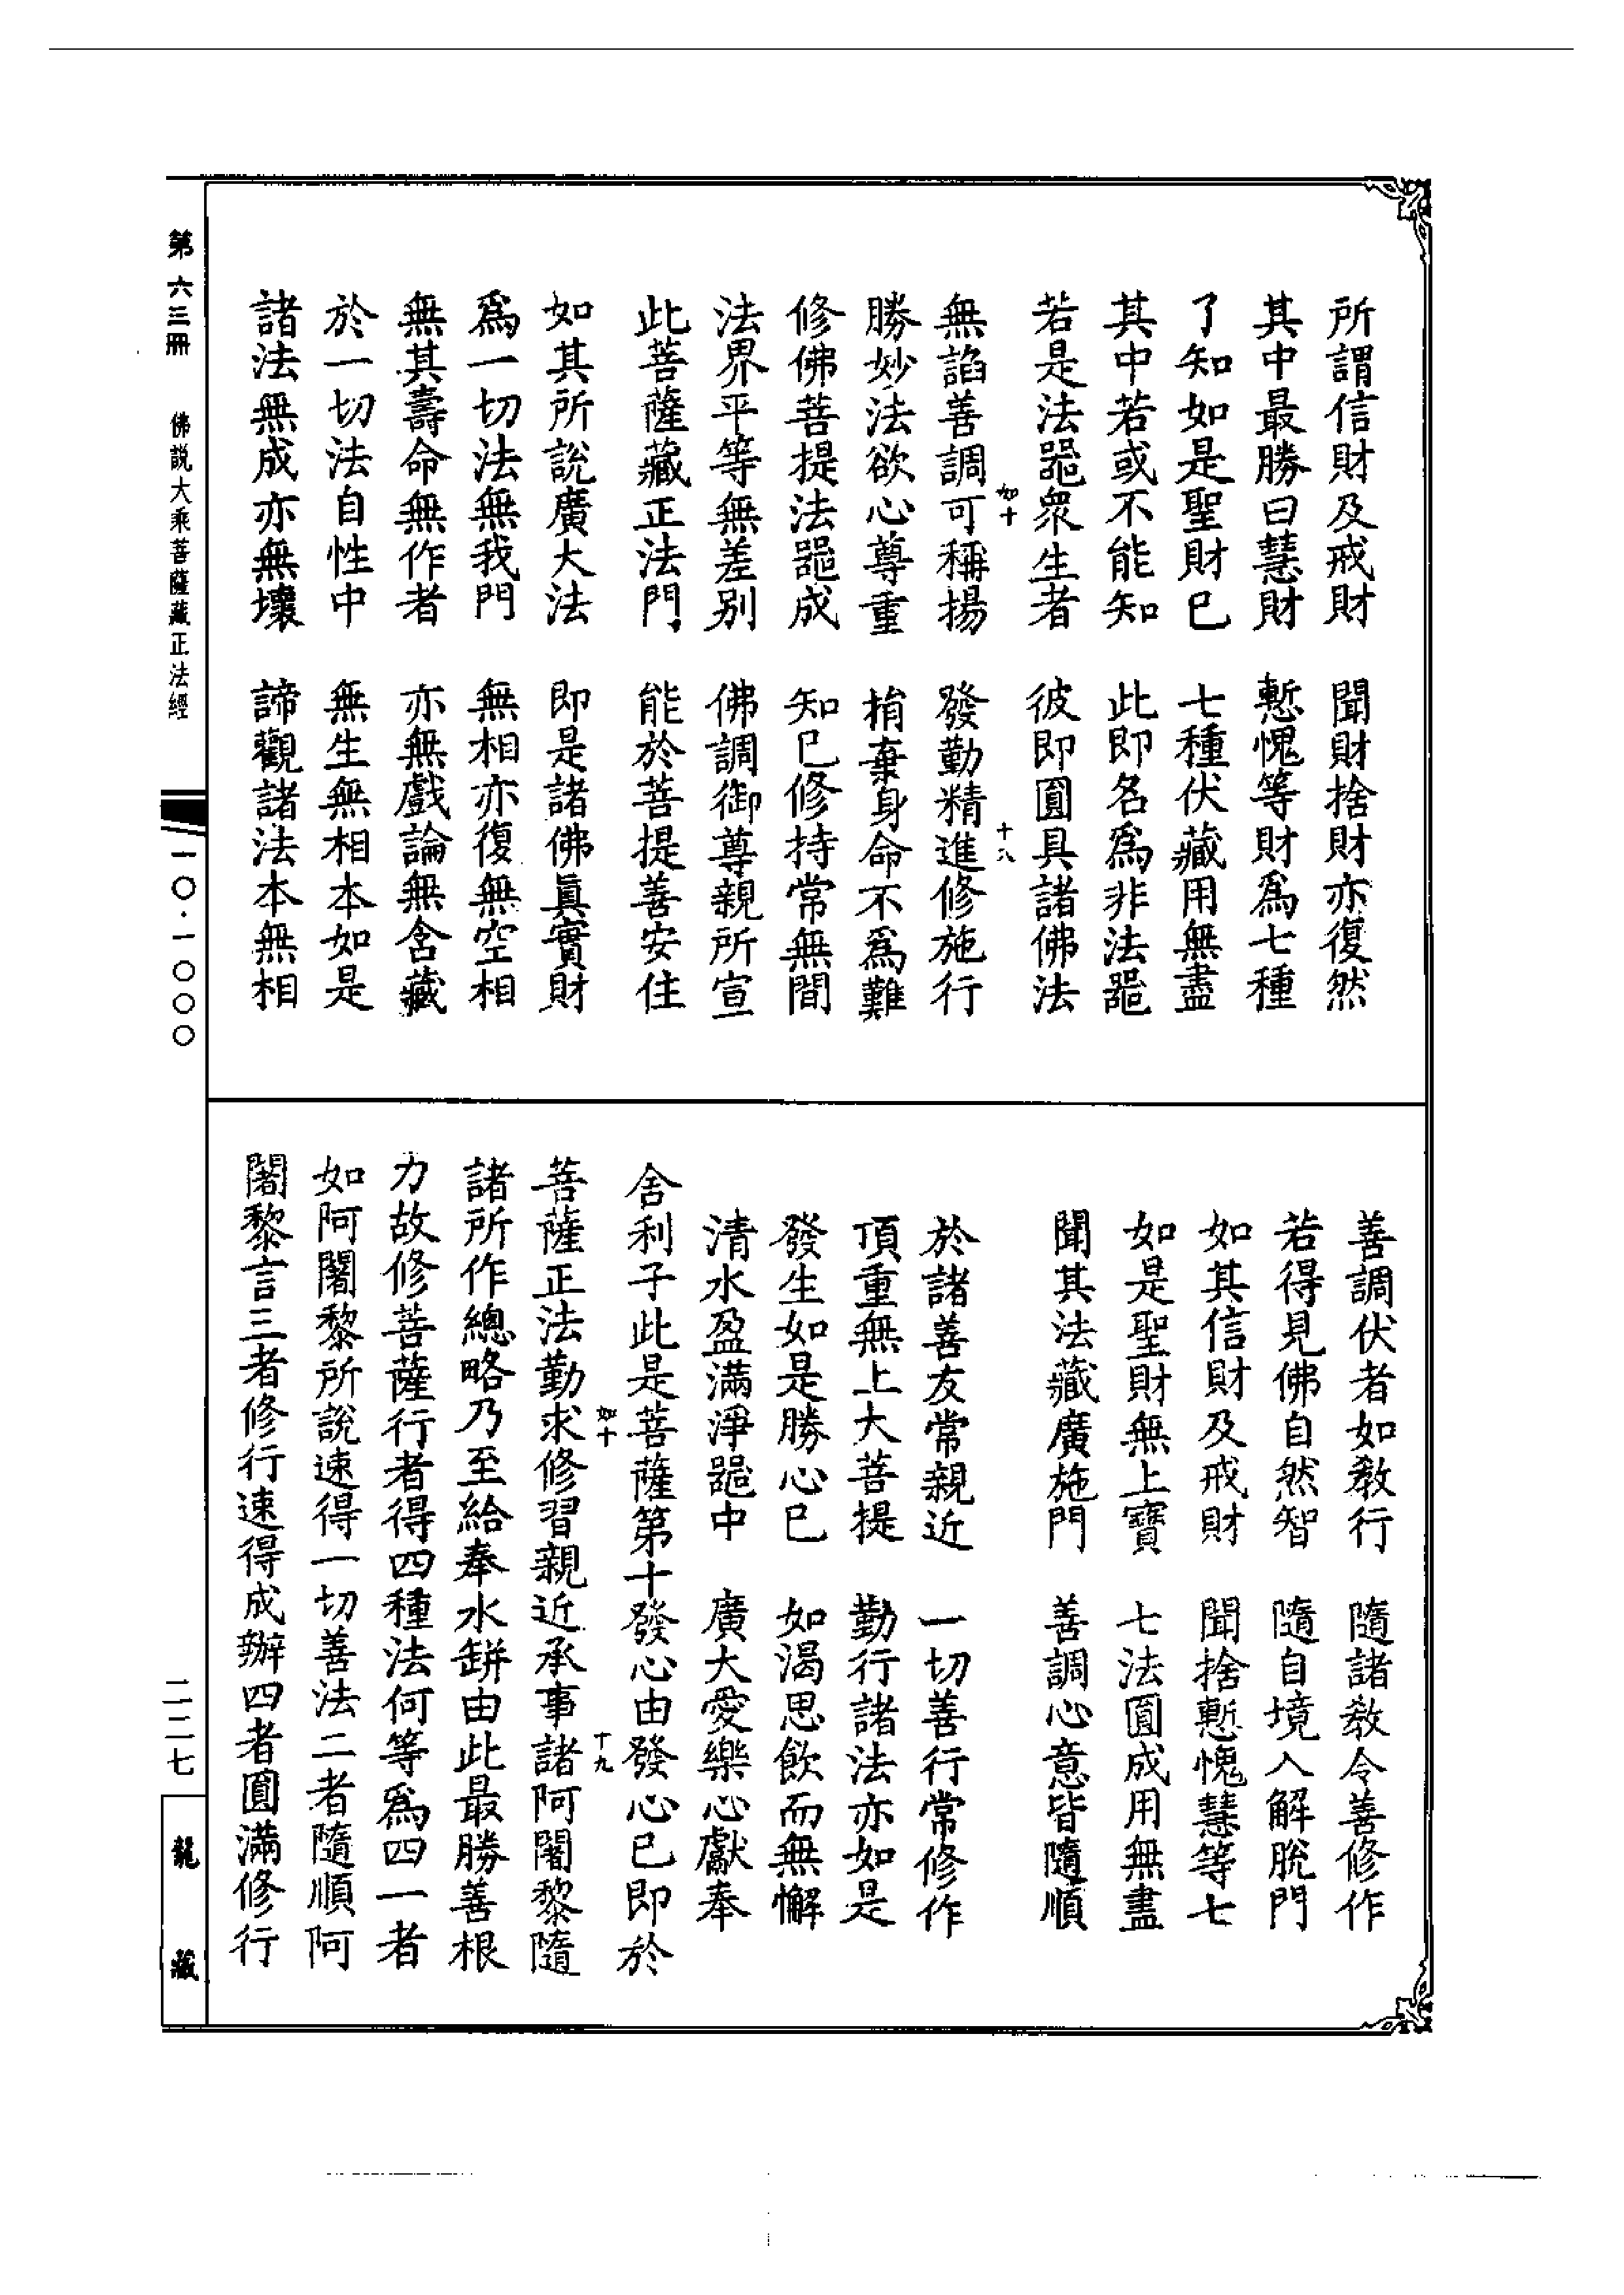 所謂信財及戒財　聞財捨財亦復然
其中最勝曰慧財　慙愧等財爲七種
了知如是聖財已　七種伏藏用無盡
其中若或不能知　此即名爲非法噐
若是法噐衆生者　彼即圓具諸佛法
如十　十八
無諂善調可稱揚　發勤精進修施行
勝妙法欲心尊重　捎棄身命不爲難
修佛菩提法噐成　知已修持常無間
法界平等無差别　佛調御尊親所宣
此菩薩藏正法門　能於菩提善安住
如其所說廣大法　即是諸佛眞實財
爲一切法無我門　無相亦復無空相
無其壽命無作者　亦無戲論無含藏
於一切法自性中　無生無相本如是
諸法無成亦無壞　諦觀諸法本無相
善調伏者如教行　隨諸教令善修作
若得見佛自然智　隨自境入解脫門
如其信財及戒財　聞捨慙愧慧等七
如是聖財無上寶　七法圓成用無盡
聞其法藏廣施門　善調心意皆隨順
於諸善友常親近　一切善行常修作
頂重無上大菩提　勤行諸法亦如是
發生如是勝心已　如渴思飲而無懈
清水盈滿淨噐中　廣大愛樂心獻奉
舍利子此是菩薩第十發心由發心已即於
如十　十九
菩薩正法勤求修習親近承事諸阿闍黎隨
諸所作總略乃至給奉水缾由此最勝善根
力故修菩薩行者得四種法何等爲四一者
如阿闍黎所說速得一切善法二者隨順阿
闍黎言三者修行速得成辦四者圓滿修行
第六三冊　佛説大乘菩薩藏正法經　一〇·一〇〇〇
二二七
龍藏